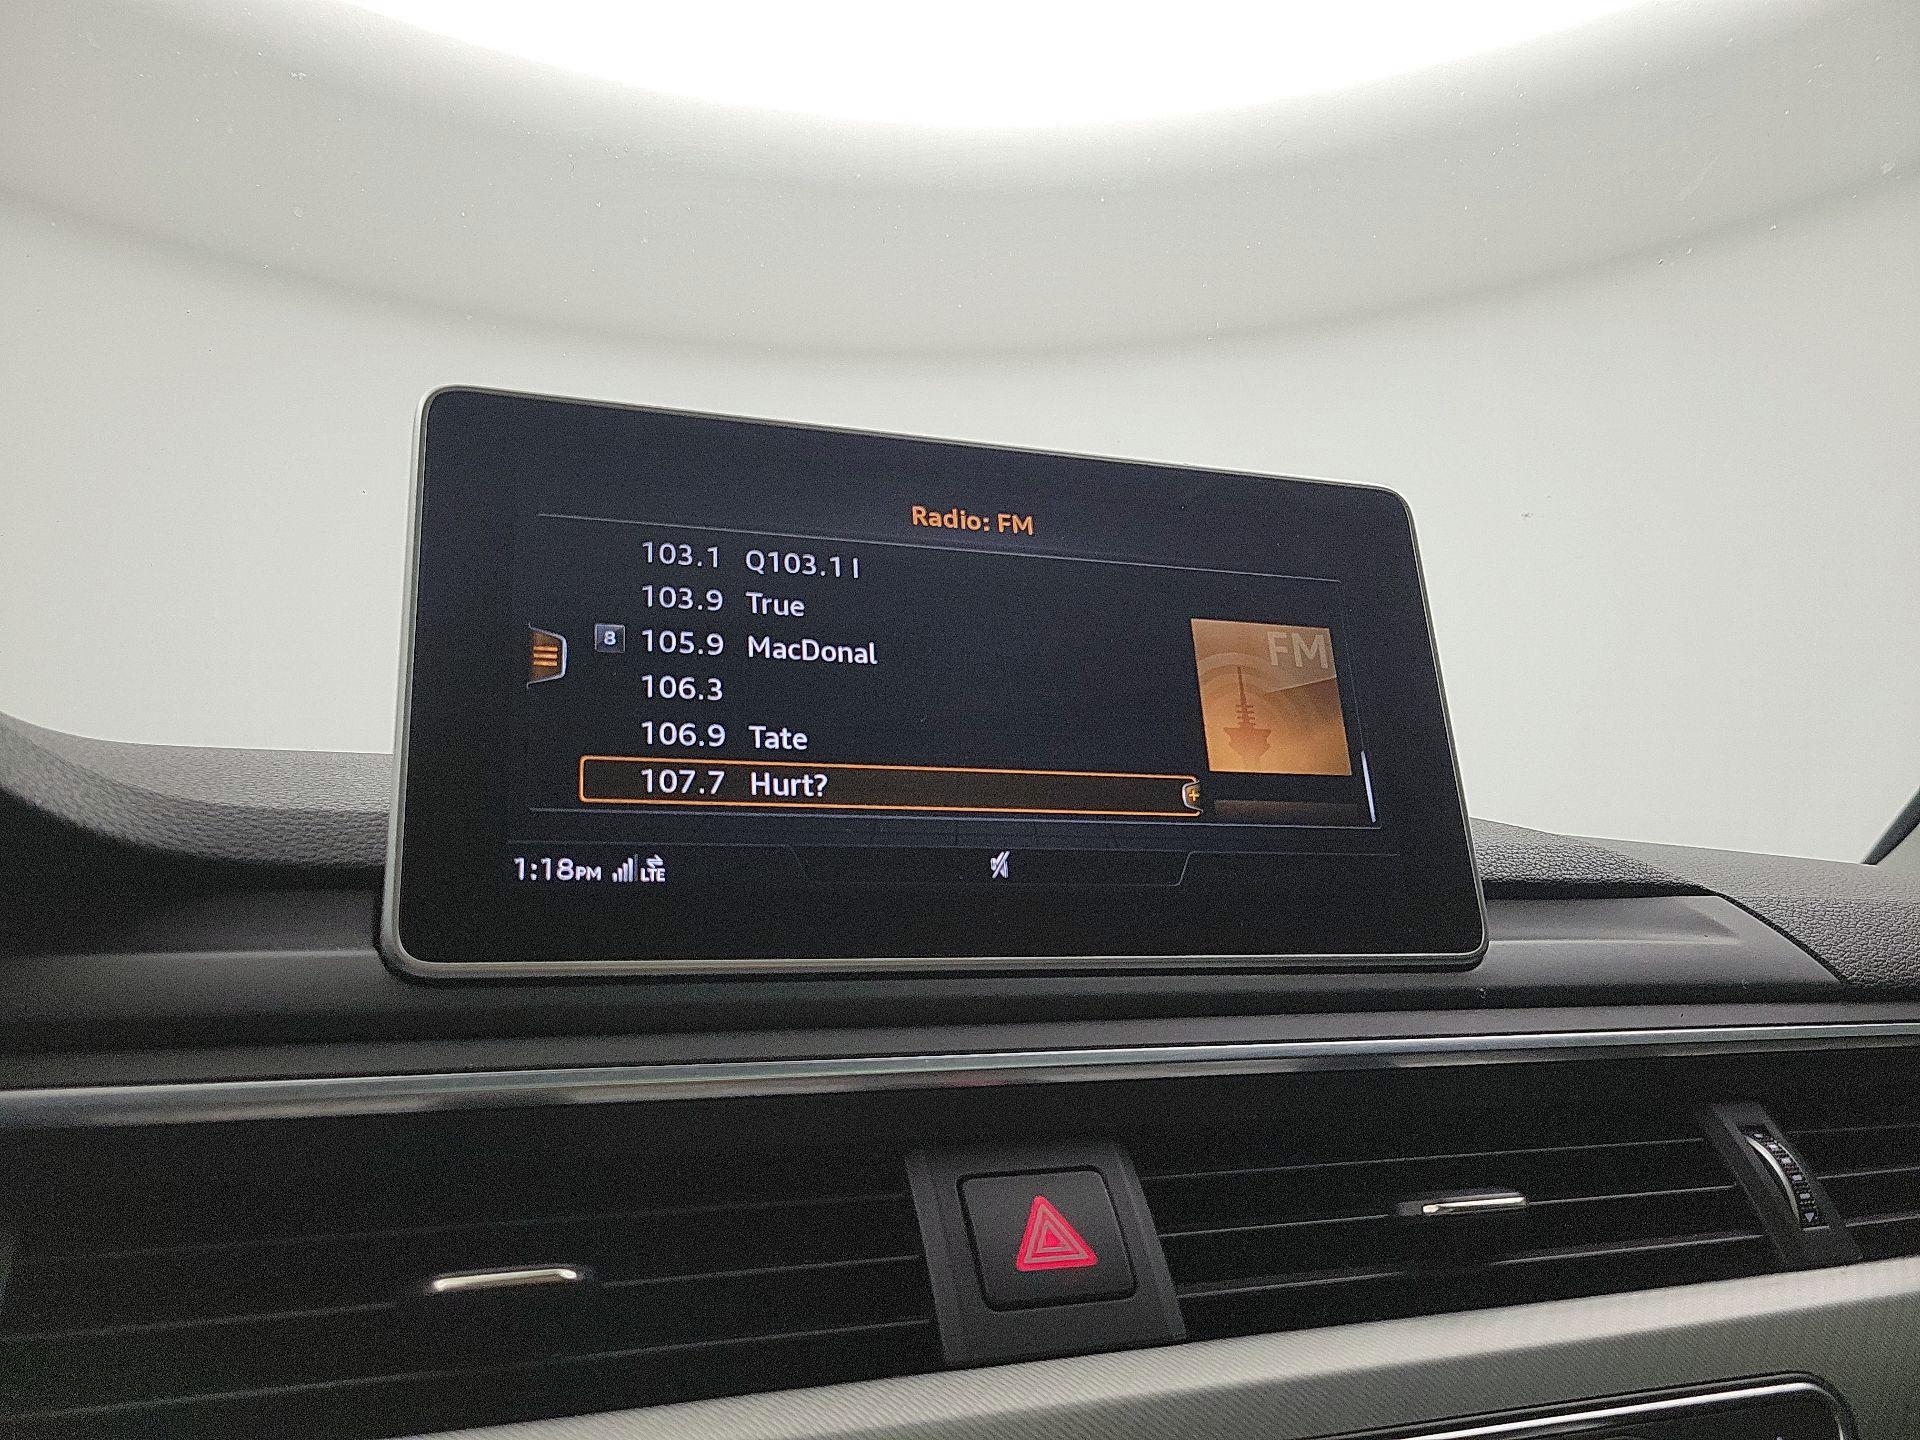 Radio: FM
103.1 Q103.1 I
103.9 True
8 105.9 MacDonal
FM
106.3
106.9 Tate
107.7 Hurt?
1:18PM LTE